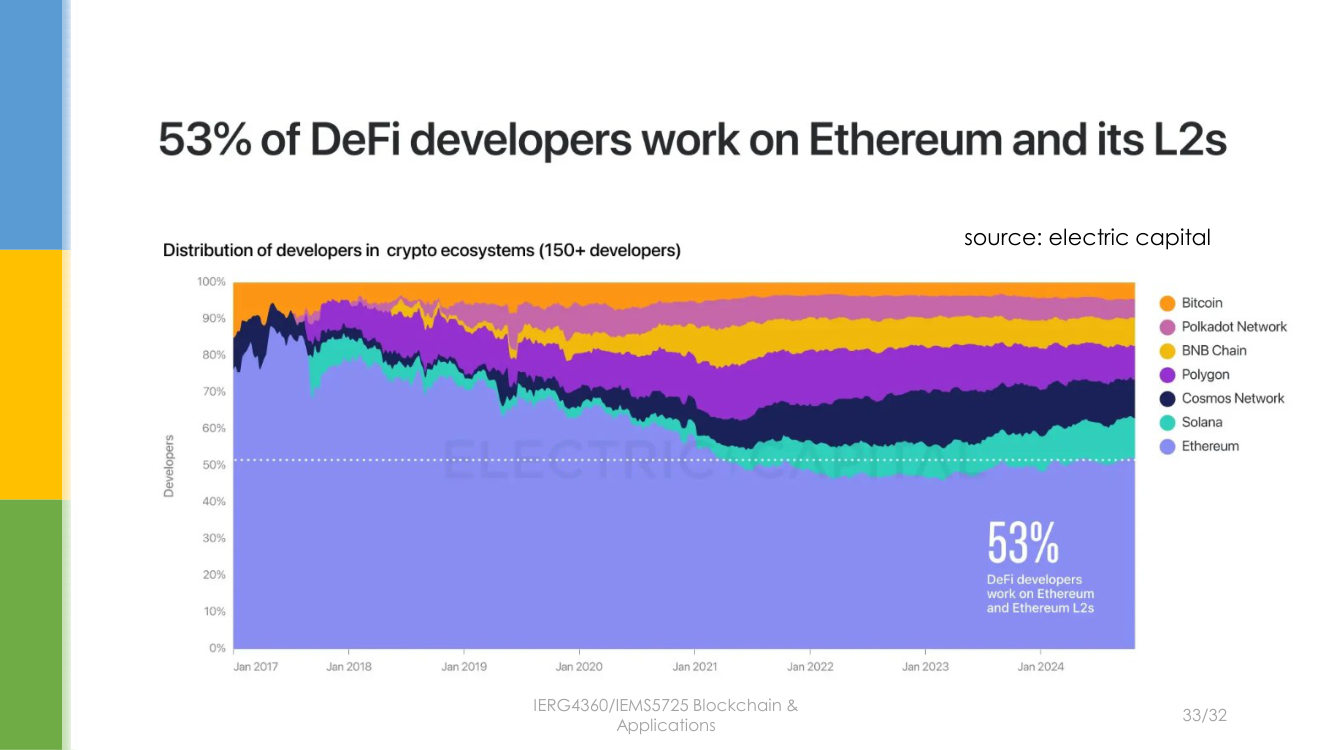 53% of DeFi developers work on Ethereum and its L2s
source: electric capital
Distribution of developers in crypto ecosystems (150+ developers)
100%
90%
80%
70%
60%
50%
40%
30%
20%
10%
0%
Developers
ELECTRIC CAPITAL
53%
DeFi developers
work on Ethereum
and Ethereum L2s
Jan 2017
Jan 2018
Jan 2019
Jan 2020
Jan 2021
Jan 2022
Jan 2023
Jan 2024
Bitcoin
Polkadot Network
BNB Chain
Polygon
Cosmos Network
Solana
Ethereum
IERG4360/IEMS5725 Blockchain &
Applications
33/32